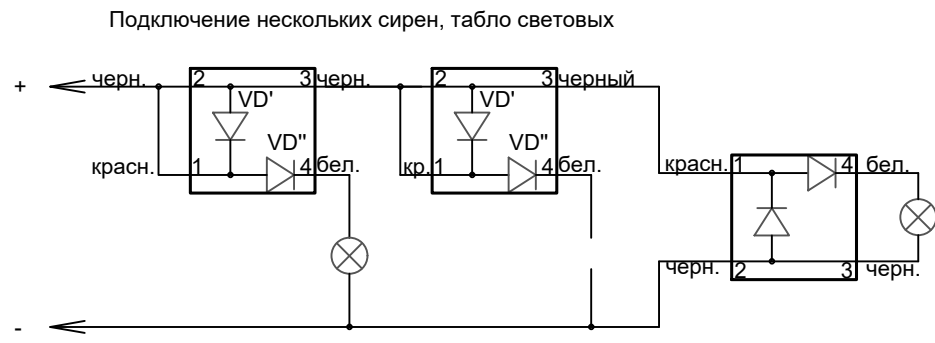 Подключение нескольких сирен, табло световых
+ черн. 2 3 черн. 2 3 черный
VD' VD'
VD" VD"
красн. 1 4 бел. кр. 1 4 бел. красн. 1 4 бел.
черн. 2 3 черн.
-